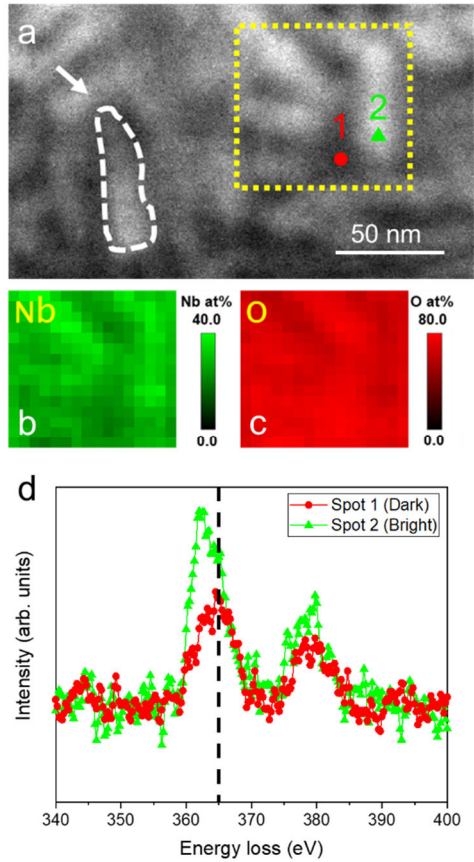 a
1
2
50 nm
Nb
Nb at%
40.0
0.0
b
O
O at%
80.0
0.0
c
d
Spot 1 (Dark)
Spot 2 (Bright)
Intensity (arb. units)
340
350
360
370
380
390
400
Energy loss (eV)